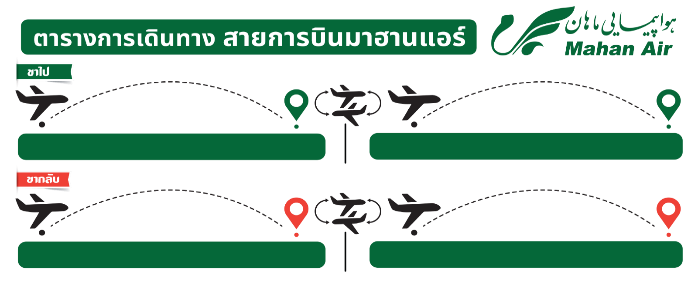 ตารางการเดินทาง สายการบินมาฮานแอร์
هواپیمایی ماهان
Mahan Air
ขาไป
ขากลับ